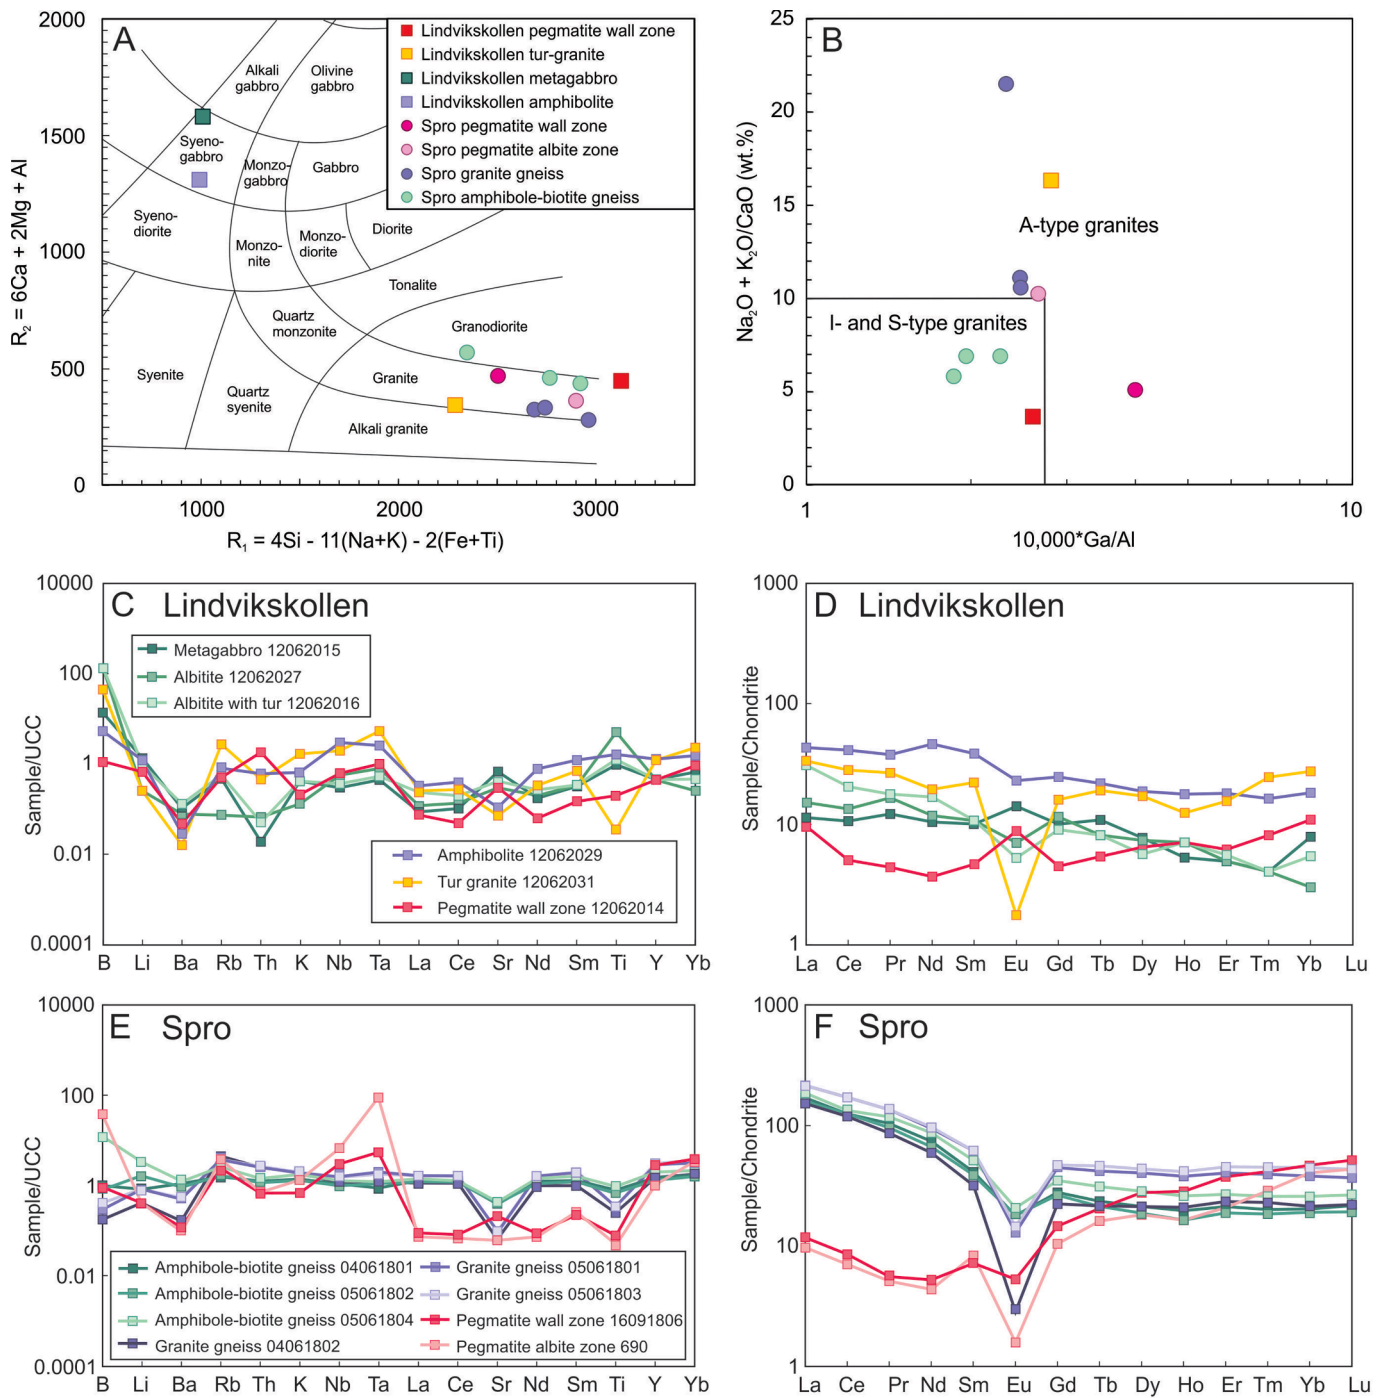 A
2000
1500
1000
500
0
1000
2000
3000
R₂ = 6Ca + 2Mg + Al
R₁ = 4Si - 11(Na+K) - 2(Fe+Ti)
Lindvikskollen pegmatite wall zone
Lindvikskollen tur-granite
Lindvikskollen metagabbro
Lindvikskollen amphibolite
Spro pegmatite wall zone
Spro pegmatite albite zone
Spro granite gneiss
Spro amphibole-biotite gneiss
Alkali
gabbro
Olivine
gabbro
Syeno-
gabbro
Monzo-
gabbro
Gabbro
Syeno-
diorite
Monzo-
nite
Monzo-
diorite
Diorite
Tonalite
Quartz
monzonite
Granodiorite
Syenite
Quartz
syenite
Granite
Alkali granite
B
25
20
15
10
5
0
1
10
Na₂O + K₂O/CaO (wt.%)
10,000*Ga/Al
A-type granites
I- and S-type granites
C Lindvikskollen
10000
100
1
0.01
0.0001
Sample/UCC
Metagabbro 12062015
Albitite 12062027
Albitite with tur 12062016
Amphibolite 12062029
Tur granite 12062031
Pegmatite wall zone 12062014
B Li Ba Rb Th K Nb Ta La Ce Sr Nd Sm Ti Y Yb
D Lindvikskollen
1000
100
10
1
Sample/Chondrite
La Ce Pr Nd Sm Eu Gd Tb Dy Ho Er Tm Yb Lu
E Spro
10000
100
1
0.01
0.0001
Sample/UCC
Amphibole-biotite gneiss 04061801
Amphibole-biotite gneiss 05061802
Amphibole-biotite gneiss 05061804
Granite gneiss 04061802
Granite gneiss 05061801
Granite gneiss 05061803
Pegmatite wall zone 16091806
Pegmatite albite zone 690
B Li Ba Rb Th K Nb Ta La Ce Sr Nd Sm Ti Y Yb
F Spro
1000
100
10
1
Sample/Chondrite
La Ce Pr Nd Sm Eu Gd Tb Dy Ho Er Tm Yb Lu